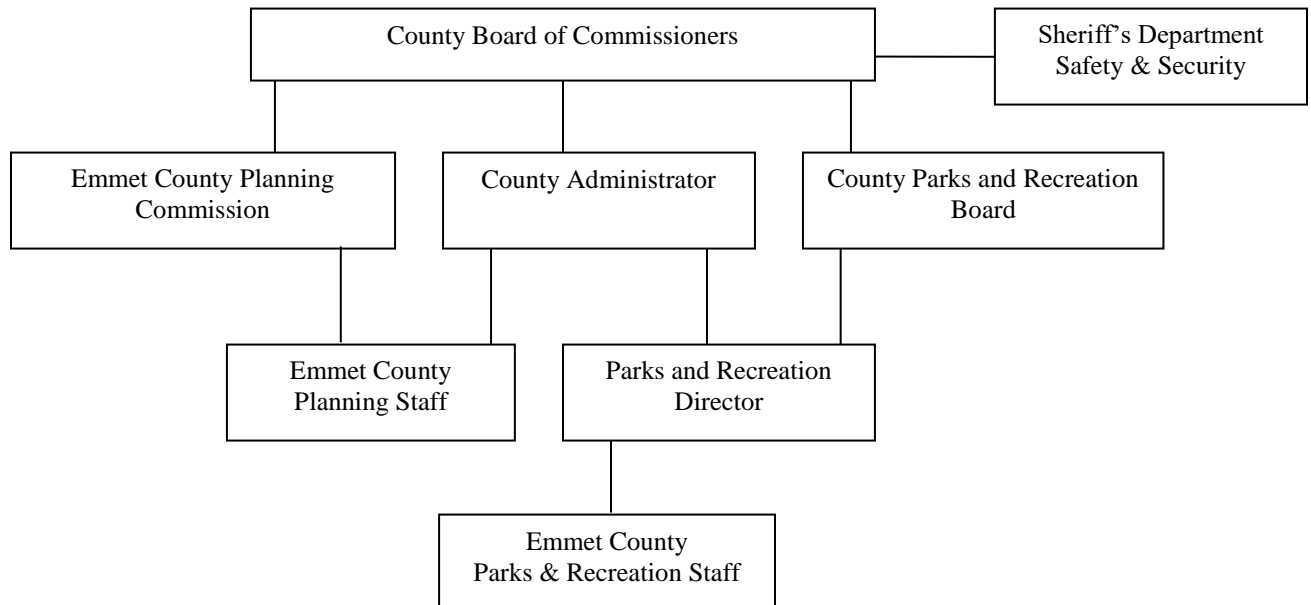 County Board of Commissioners
Sheriff's Department
Safety & Security
Emmet County Planning
Commission
County Administrator
County Parks and Recreation
Board
Emmet County
Planning Staff
Parks and Recreation
Director
Emmet County
Parks & Recreation Staff